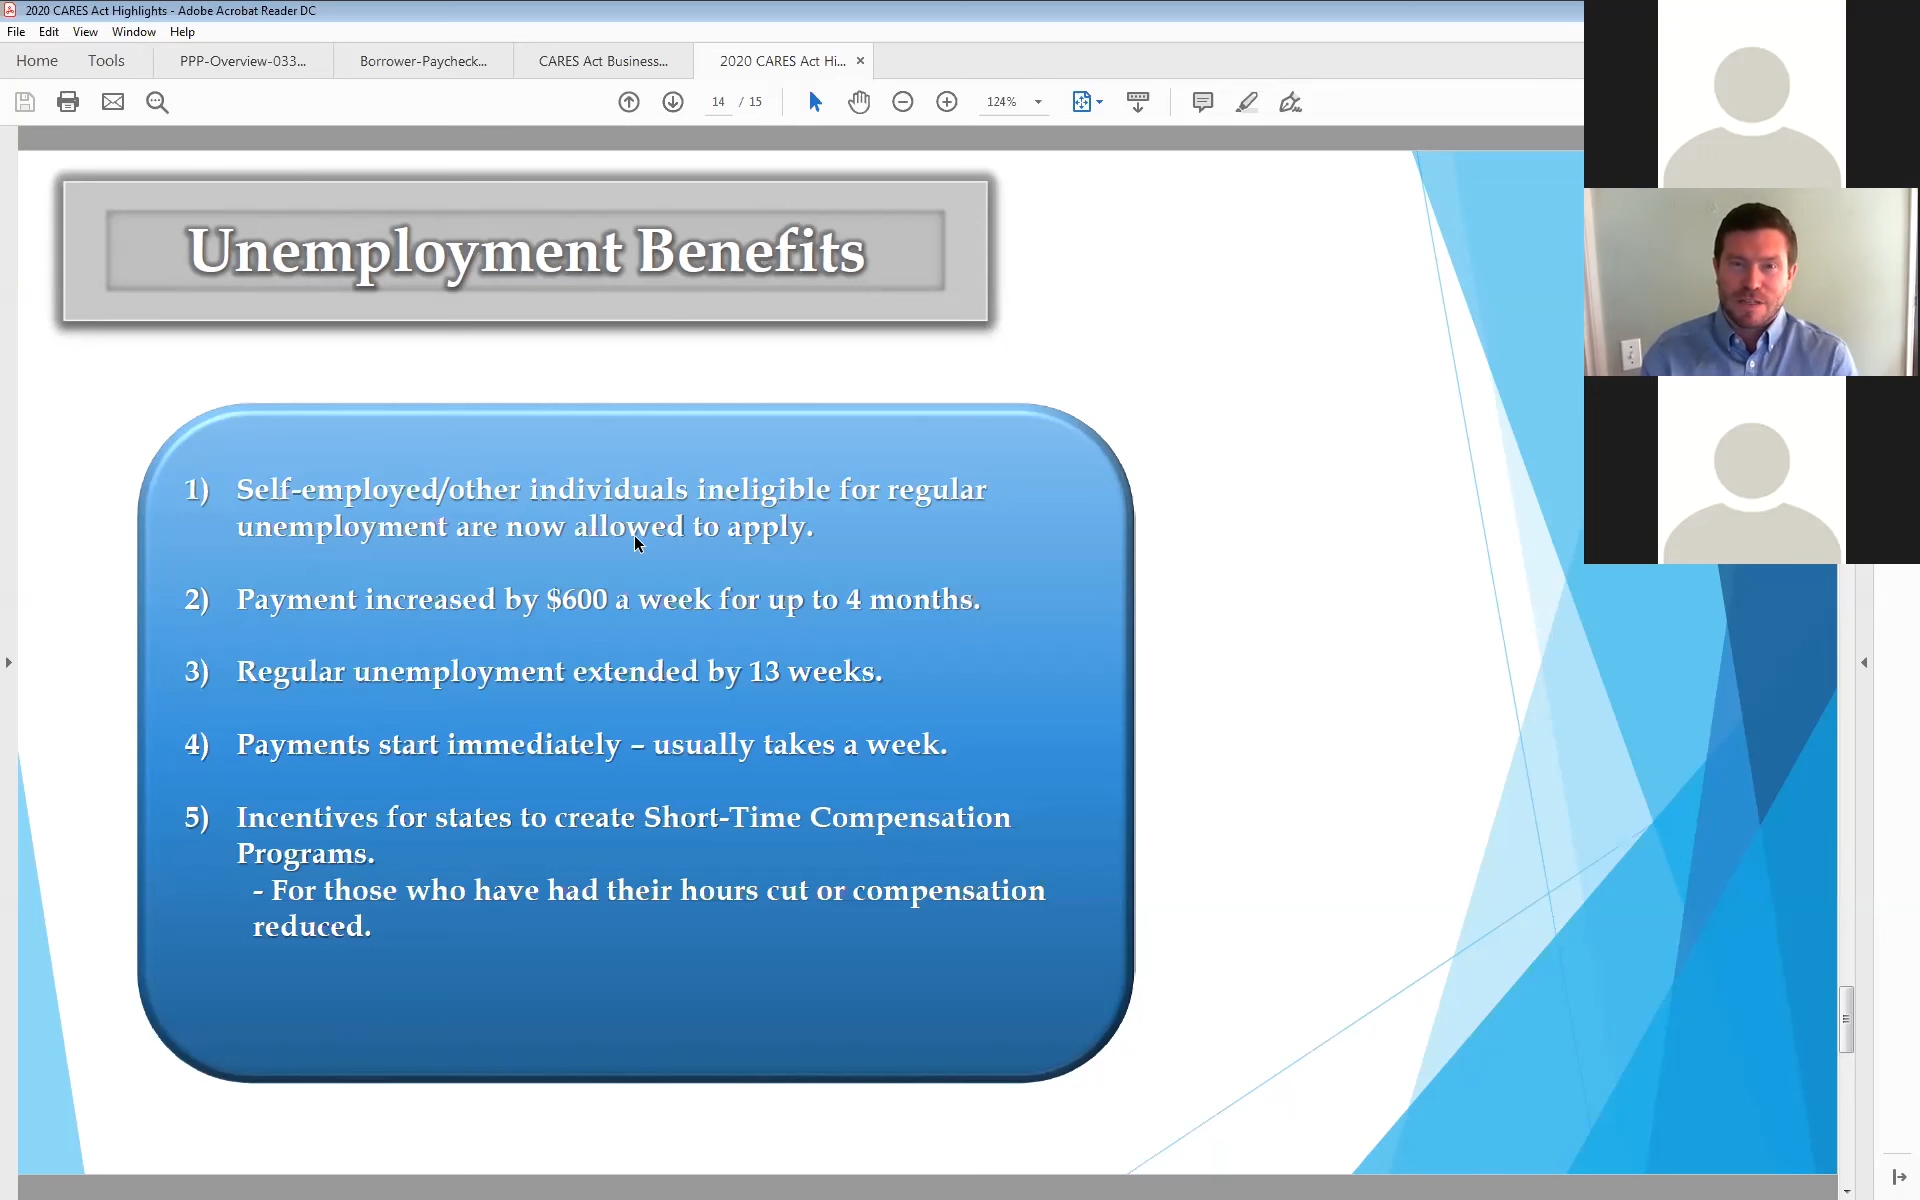 2020 CARES Act Highlights - Adobe Acrobat Reader DC
File Edit View Window Help
Home Tools PPP-Overview-033... Borrower-Paycheck... CARES Act Business... 2020 CARES Act Hi... ×
14 / 15 124%
Unemployment Benefits
1) Self-employed/other individuals ineligible for regular
unemployment are now allowed to apply.
2) Payment increased by $600 a week for up to 4 months.
3) Regular unemployment extended by 13 weeks.
4) Payments start immediately – usually takes a week.
5) Incentives for states to create Short-Time Compensation
Programs.
- For those who have had their hours cut or compensation
reduced.